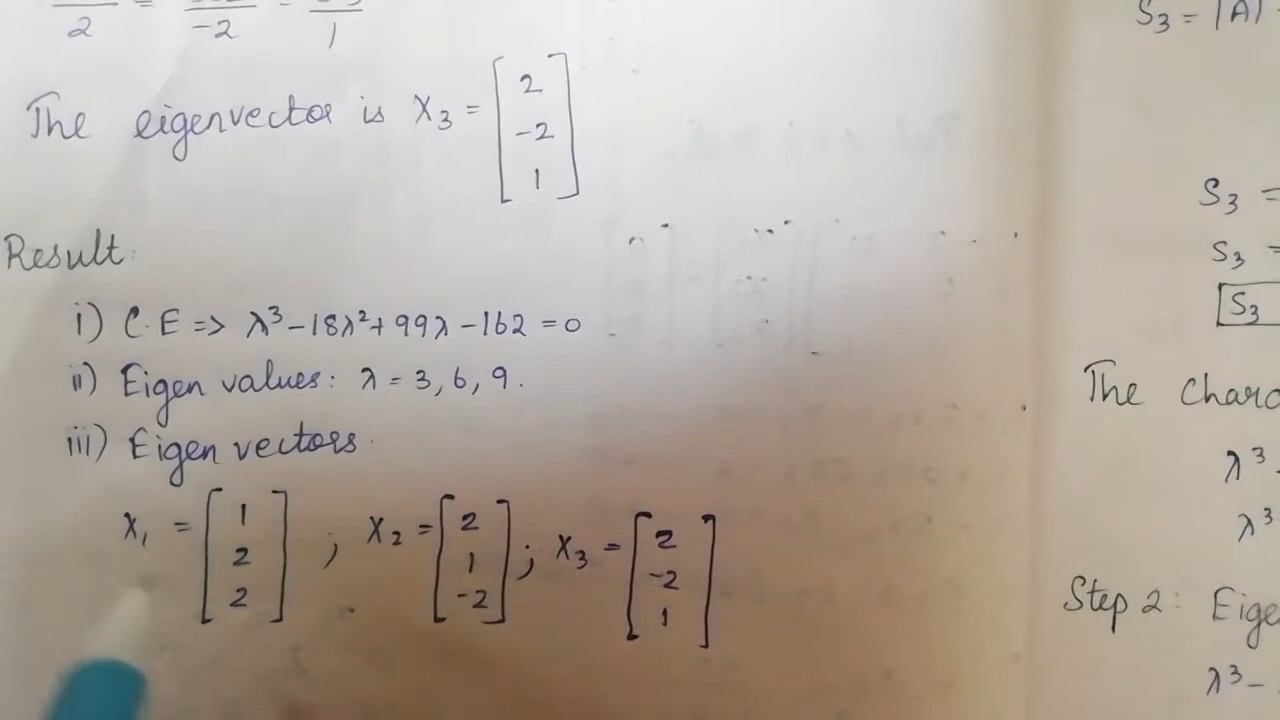 2 = -2 = 1
The eigenvector is X3 = [2
-2
1]
Result:
i) C.E => λ³ - 18λ² + 99λ - 162 = 0
ii) Eigen values: λ = 3, 6, 9.
iii) Eigen vectors.
X1 = [1 ; X2 = [2 ; X3 = [2
2 1 -2
2] -2] 1]
S3 = |A|
S3 =
S3 =
S3
The charac
λ³ -
λ³
Step 2: Eige
λ³ -